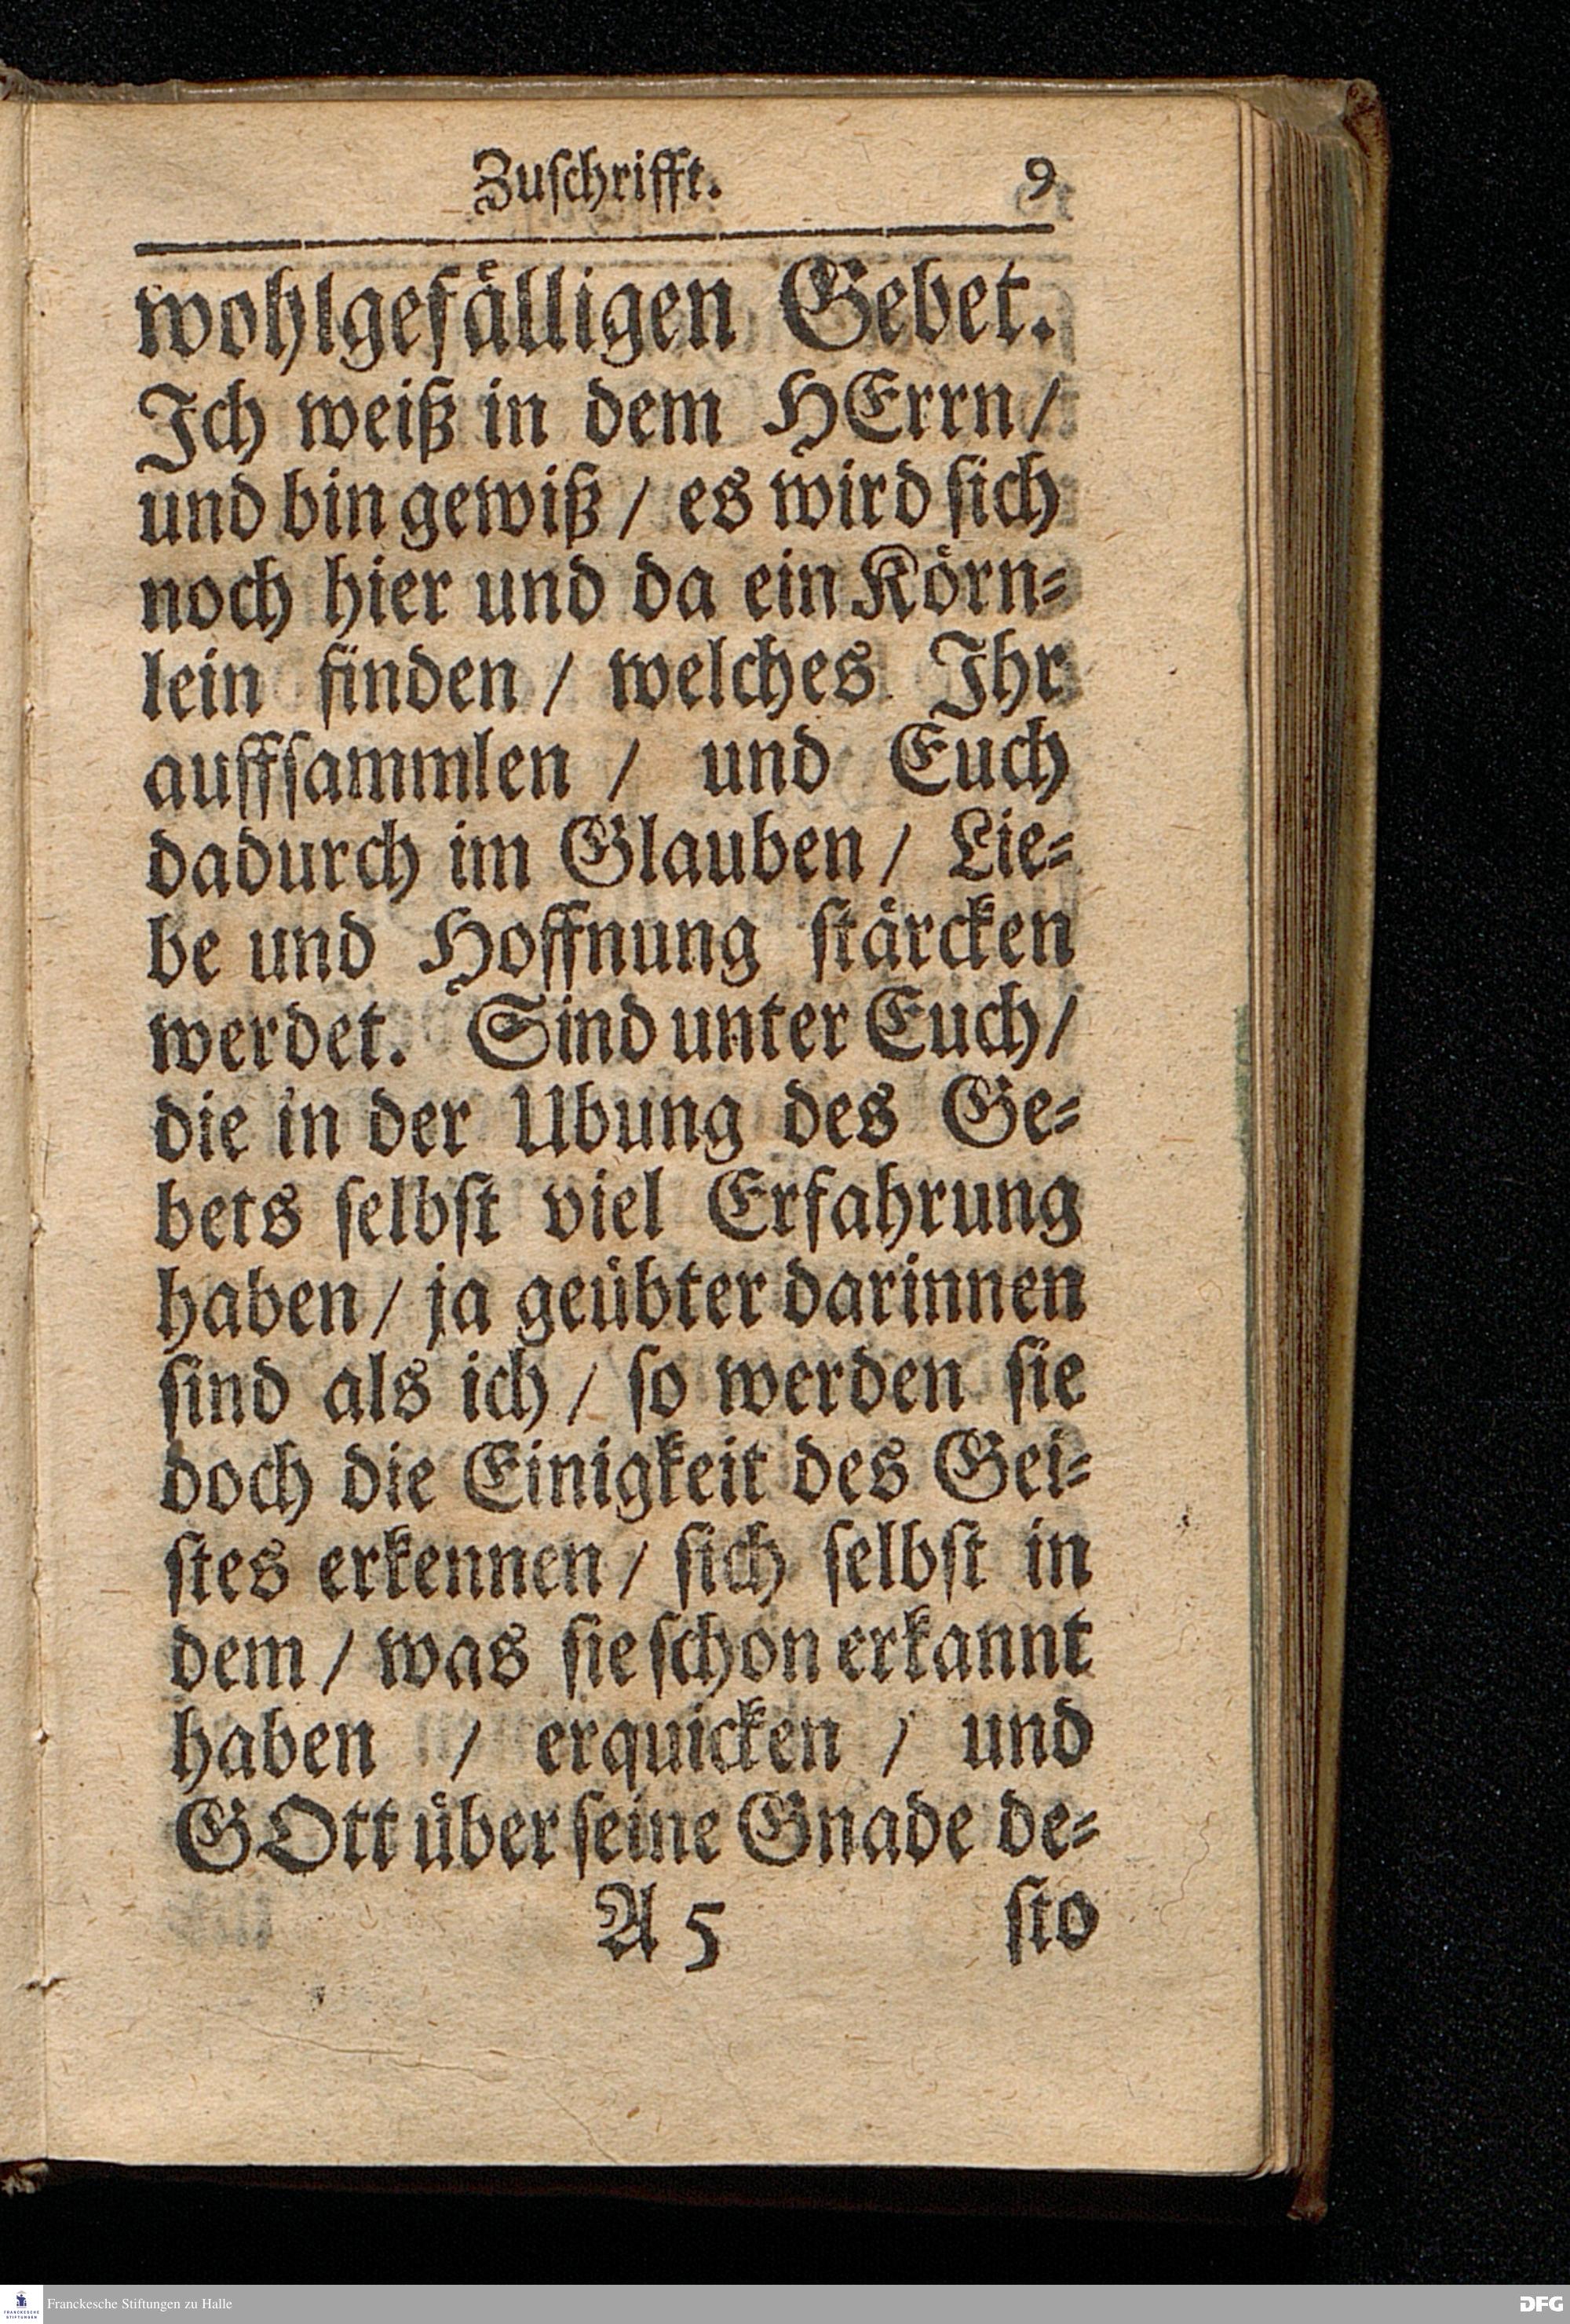 Zuſchrifft. 9
wohlgefälligen Gebet.
Ich weiß in dem HErrn/
und bin gewiß / es wird ſich
noch hier und da ein Körn⸗
lein finden / welches Ihr
auffſammlen / und Euch
dadurch im Glauben / Lie⸗
be und Hoffnung ſtärcken
werdet. Sind unter Euch/
die in der Ubung des Ge⸗
bets ſelbſt viel Erfahrung
haben / ja geübter darinnen
ſind als ich / ſo werden ſie
doch die Einigkeit des Gei⸗
ſtes erkennen / ſich ſelbſt in
dem / was ſie ſchon erkannt
haben / erquicken / und
GOtt über ſeine Gnade de⸗
A 5 ſto
Franckesche Stiftungen zu Halle
DFG
FRANCKESCHE
STIFTUNGEN